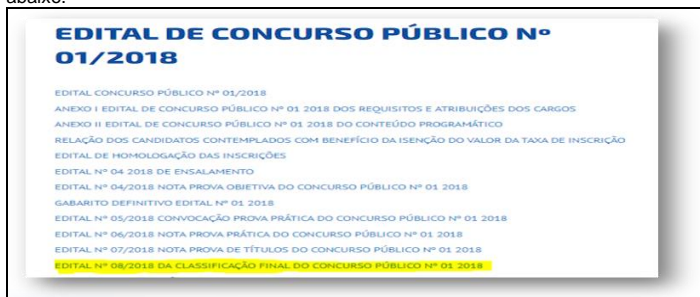 abaixo.
EDITAL DE CONCURSO PÚBLICO Nº
01/2018
EDITAL CONCURSO PÚBLICO Nº 01/2018
ANEXO I EDITAL DE CONCURSO PÚBLICO Nº 01 2018 DOS REQUISITOS E ATRIBUIÇÕES DOS CARGOS
ANEXO II EDITAL DE CONCURSO PÚBLICO Nº 01 2018 DO CONTEÚDO PROGRAMÁTICO
RELAÇÃO DOS CANDIDATOS CONTEMPLADOS COM BENEFÍCIO DA ISENÇÃO DO VALOR DA TAXA DE INSCRIÇÃO
EDITAL DE HOMOLOGAÇÃO DAS INSCRIÇÕES
EDITAL Nº 04 2018 DE ENSALAMENTO
EDITAL Nº 04/2018 NOTA PROVA OBJETIVA DO CONCURSO PÚBLICO Nº 01 2018
GABARITO DEFINITIVO EDITAL Nº 01 2018
EDITAL Nº 05/2018 CONVOCAÇÃO PROVA PRÁTICA DO CONCURSO PÚBLICO Nº 01 2018
EDITAL Nº 06/2018 NOTA PROVA PRÁTICA DO CONCURSO PÚBLICO Nº 01 2018
EDITAL Nº 07/2018 NOTA PROVA DE TÍTULOS DO CONCURSO PÚBLICO Nº 01 2018
EDITAL Nº 08/2018 DA CLASSIFICAÇÃO FINAL DO CONCURSO PÚBLICO Nº 01 2018